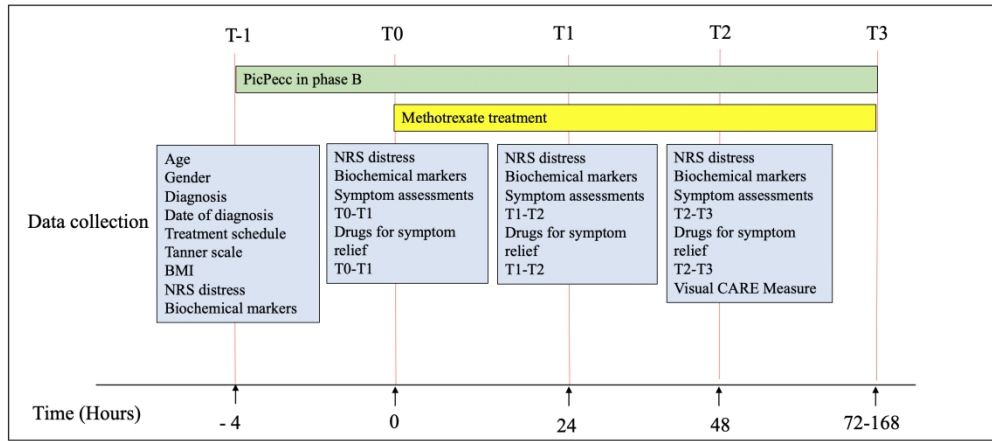 T-1
T0
T1
T2
T3
PicPecc in phase B
Methotrexate treatment
Data collection
Age
Gender
Diagnosis
Date of diagnosis
Treatment schedule
Tanner scale
BMI
NRS distress
Biochemical markers
NRS distress
Biochemical markers
Symptom assessments
T0-T1
Drugs for symptom
relief
T0-T1
NRS distress
Biochemical markers
Symptom assessments
T1-T2
Drugs for symptom
relief
T1-T2
NRS distress
Biochemical markers
Symptom assessments
T2-T3
Drugs for symptom
relief
T2-T3
Visual CARE Measure
Time (Hours)
- 4
0
24
48
72-168